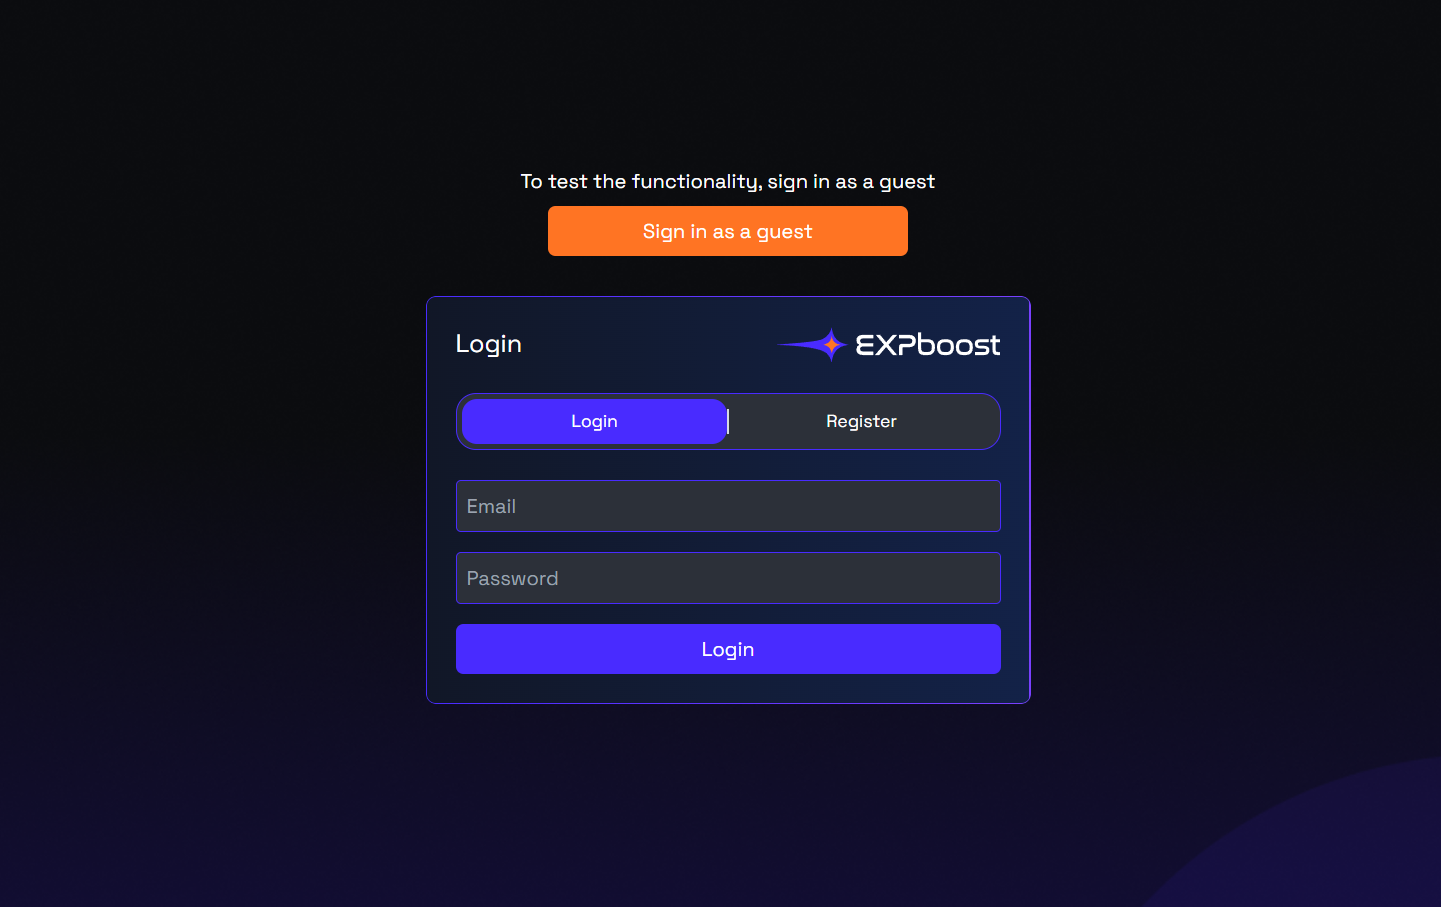 To test the functionality, sign in as a guest
Sign in as a guest
Login
EXPboost
Login
Register
Email
Password
Login